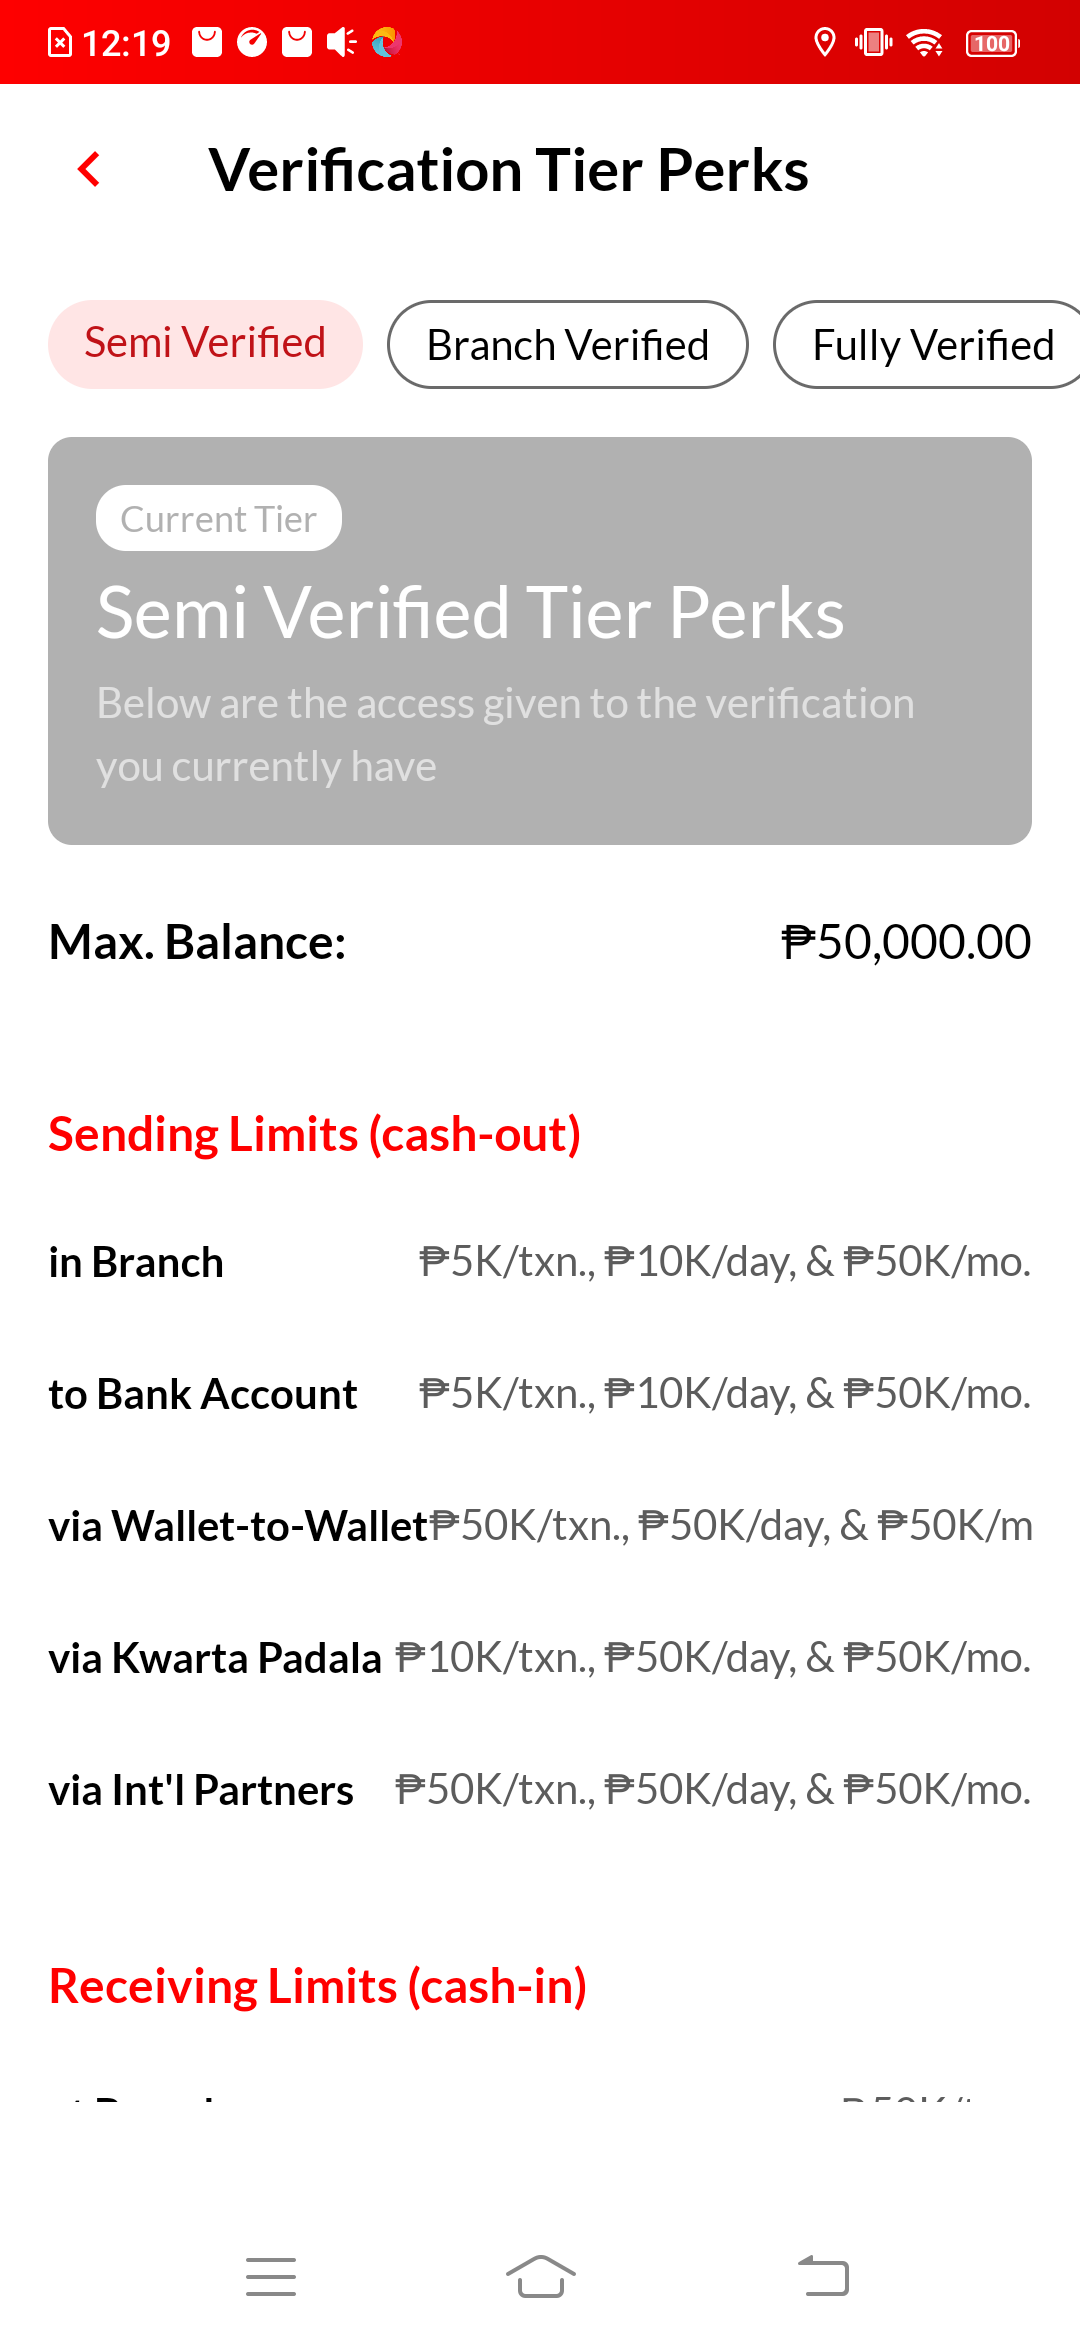 12:19
100
Verification Tier Perks
Semi Verified
Branch Verified
Fully Verified
Current Tier
Semi Verified Tier Perks
Below are the access given to the verification
you currently have
Max. Balance: ₱50,000.00
Sending Limits (cash-out)
in Branch ₱5K/txn., ₱10K/day, & ₱50K/mo.
to Bank Account ₱5K/txn., ₱10K/day, & ₱50K/mo.
via Wallet-to-Wallet ₱50K/txn., ₱50K/day, & ₱50K/m
via Kwarta Padala ₱10K/txn., ₱50K/day, & ₱50K/mo.
via Int'l Partners ₱50K/txn., ₱50K/day, & ₱50K/mo.
Receiving Limits (cash-in)